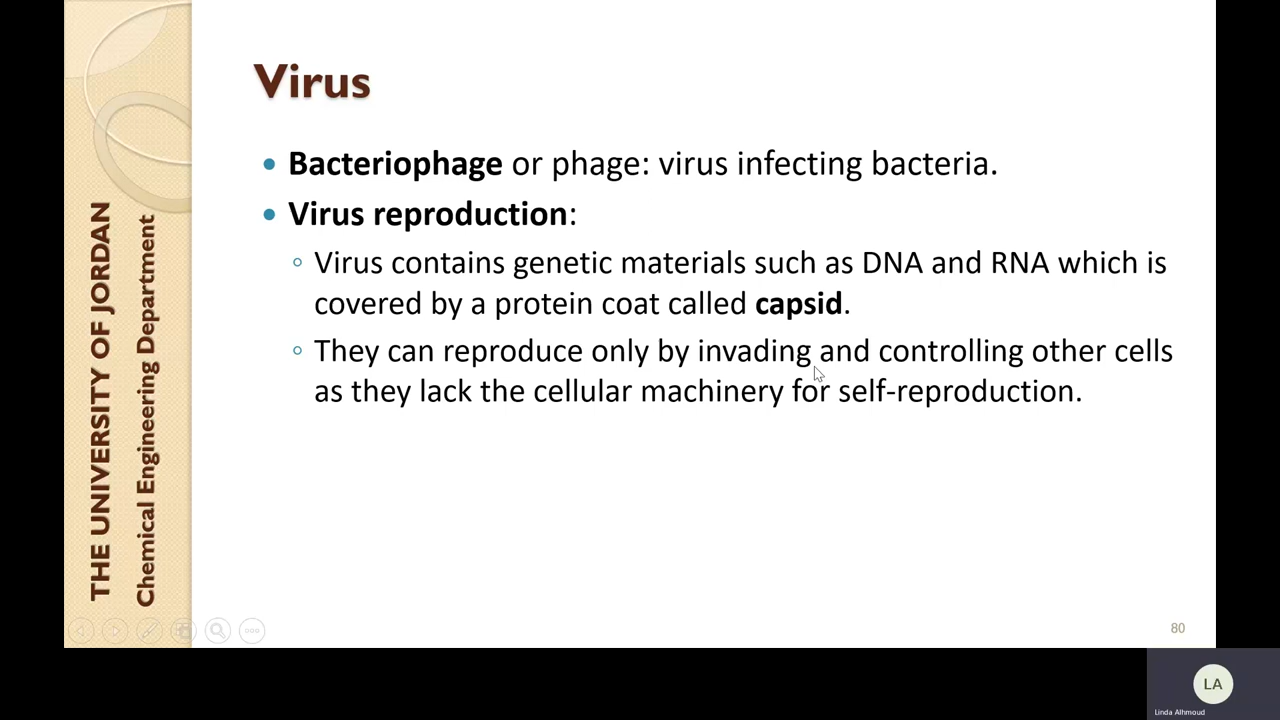 THE UNIVERSITY OF JORDAN
Chemical Engineering Department
Virus
Bacteriophage or phage: virus infecting bacteria.
Virus reproduction:
Virus contains genetic materials such as DNA and RNA which is
covered by a protein coat called capsid.
They can reproduce only by invading and controlling other cells
as they lack the cellular machinery for self-reproduction.
80
LA
Linda Alhmoud